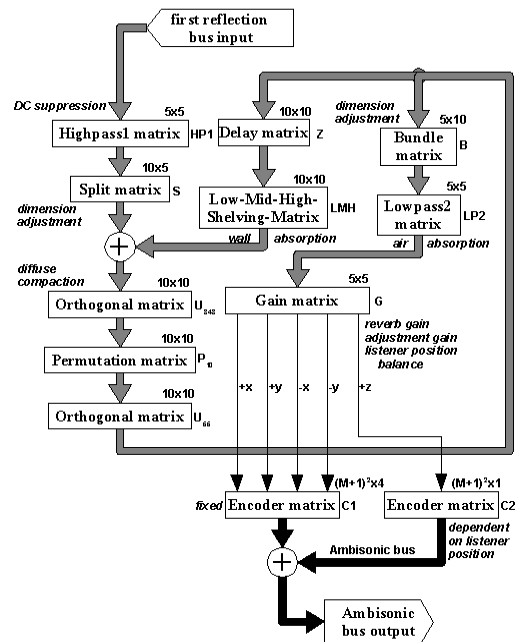 first reflection
bus input
DC suppression
5x5
Highpass1 matrix HP1
10x5
Split matrix S
dimension
adjustment
+
10x10
Delay matrix Z
10x10
Low-Mid-High-
Shelving-Matrix
LMH
wall absorption
dimension
adjustment
5x10
Bundle
matrix
B
5x5
Lowpass2
matrix
LP2
air absorption
diffuse
compaction
10x10
Orthogonal matrix U248
10x10
Permutation matrix P10
10x10
Orthogonal matrix U66
5x5
Gain matrix G
reverb gain
adjustment gain
listener position
balance
+x +y -x -y +z
(M+1)²x4
fixed Encoder matrix C1
(M+1)²x1
Encoder matrix C2
dependent
on listener
position
Ambisonic bus
+
Ambisonic
bus output